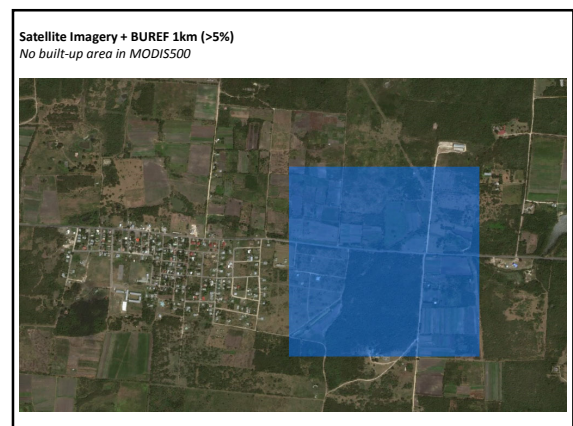 Satellite Imagery + BUREF 1km (>5%)
No built-up area in MODIS500